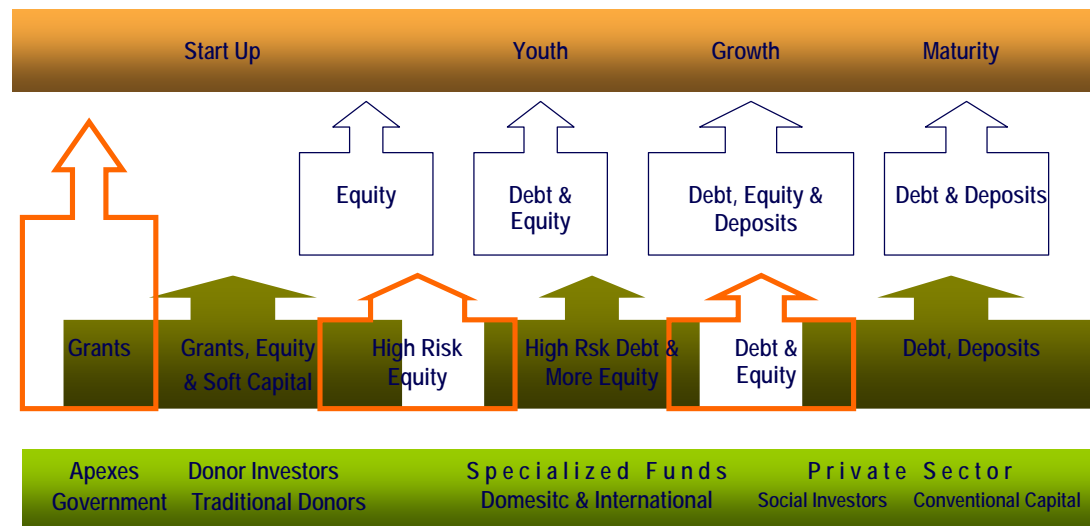 Start Up
Youth
Growth
Maturity
Equity
Debt &
Equity
Debt, Equity &
Deposits
Debt & Deposits
Grants
Grants, Equity
& Soft Capital
High Risk
Equity
High Rsk Debt &
More Equity
Debt &
Equity
Debt, Deposits
Apexes
Government
Donor Investors
Traditional Donors
Specialized Funds
Domesitc & International
Private Sector
Social Investors
Conventional Capital